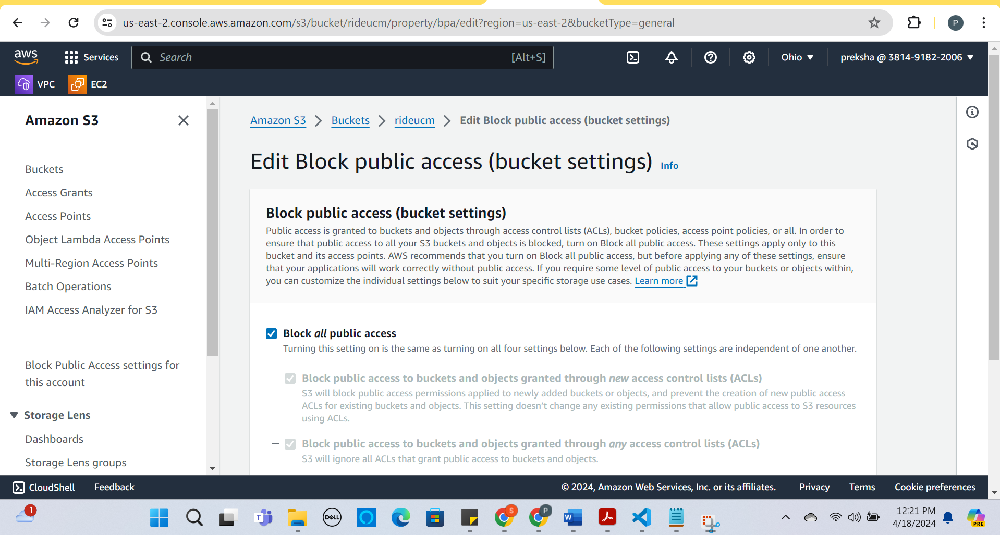 us-east-2.console.aws.amazon.com/s3/bucket/rideucm/property/bpa/edit?region=us-east-2&bucketType=general
P
aws
Services
Search
[Alt+S]
Ohio
preksha @ 3814-9182-2006
VPC
EC2
Amazon S3
Buckets
Access Grants
Access Points
Object Lambda Access Points
Multi-Region Access Points
Batch Operations
IAM Access Analyzer for S3
Block Public Access settings for
this account
Storage Lens
Dashboards
Storage Lens groups
Amazon S3 > Buckets > rideucm > Edit Block public access (bucket settings)
Edit Block public access (bucket settings) Info
Block public access (bucket settings)
Public access is granted to buckets and objects through access control lists (ACLs), bucket policies, access point policies, or all. In order to
ensure that public access to all your S3 buckets and objects is blocked, turn on Block all public access. These settings apply only to this
bucket and its access points. AWS recommends that you turn on Block all public access, but before applying any of these settings, ensure
that your applications will work correctly without public access. If you require some level of public access to your buckets or objects within,
you can customize the individual settings below to suit your specific storage use cases. Learn more
Block all public access
Turning this setting on is the same as turning on all four settings below. Each of the following settings are independent of one another.
Block public access to buckets and objects granted through new access control lists (ACLs)
S3 will block public access permissions applied to newly added buckets or objects, and prevent the creation of new public access
ACLs for existing buckets and objects. This setting doesn’t change any existing permissions that allow public access to S3 resources
using ACLs.
Block public access to buckets and objects granted through any access control lists (ACLs)
S3 will ignore all ACLs that grant public access to buckets and objects.
CloudShell
Feedback
© 2024, Amazon Web Services, Inc. or its affiliates.
Privacy
Terms
Cookie preferences
1
T
DELL
S
P
W
12:21 PM
4/18/2024
PRE